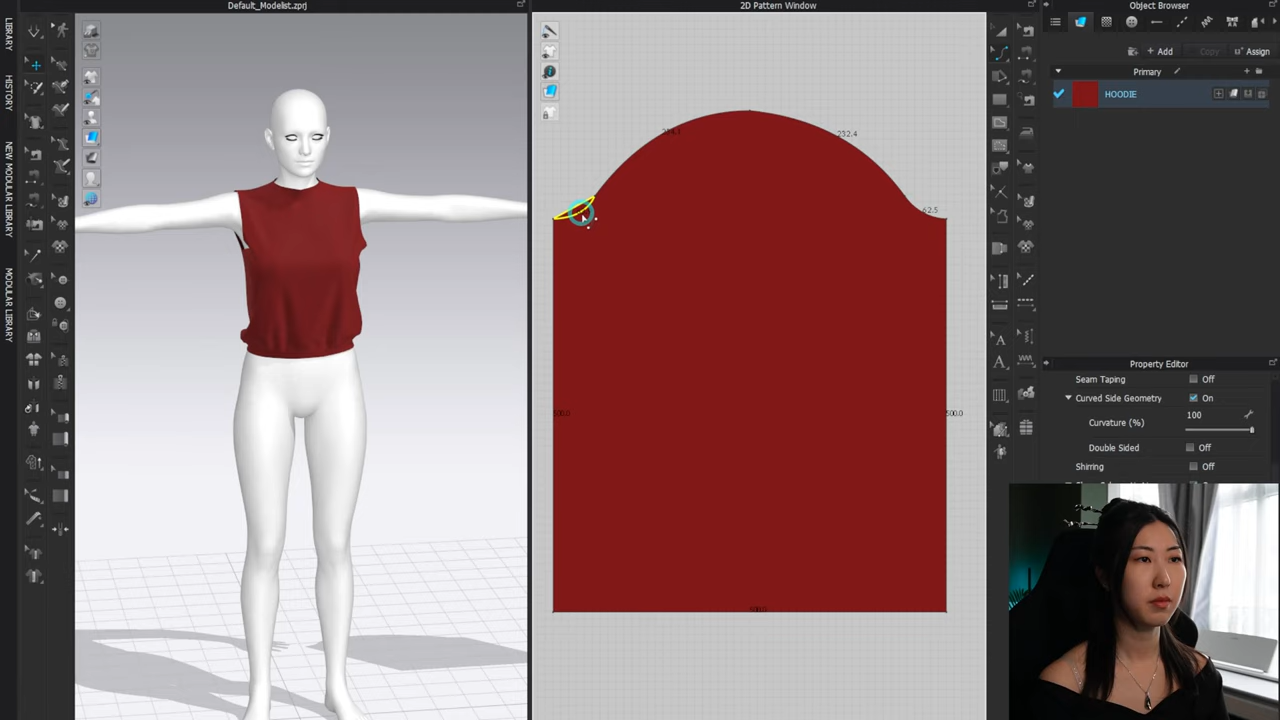 Default_Modelist.zprj
2D Pattern Window
Object Browser
LIBRARY
HISTORY
NEW MODULAR LIBRARY
MODULAR LIBRARY
Add
Copy
Assign
Primary
HOODIE
232.4
62.5
500.0
Property Editor
Seam Taping
Off
Curved Side Geometry
On
Curvature (%)
100
Double Sided
Off
Shirring
Off